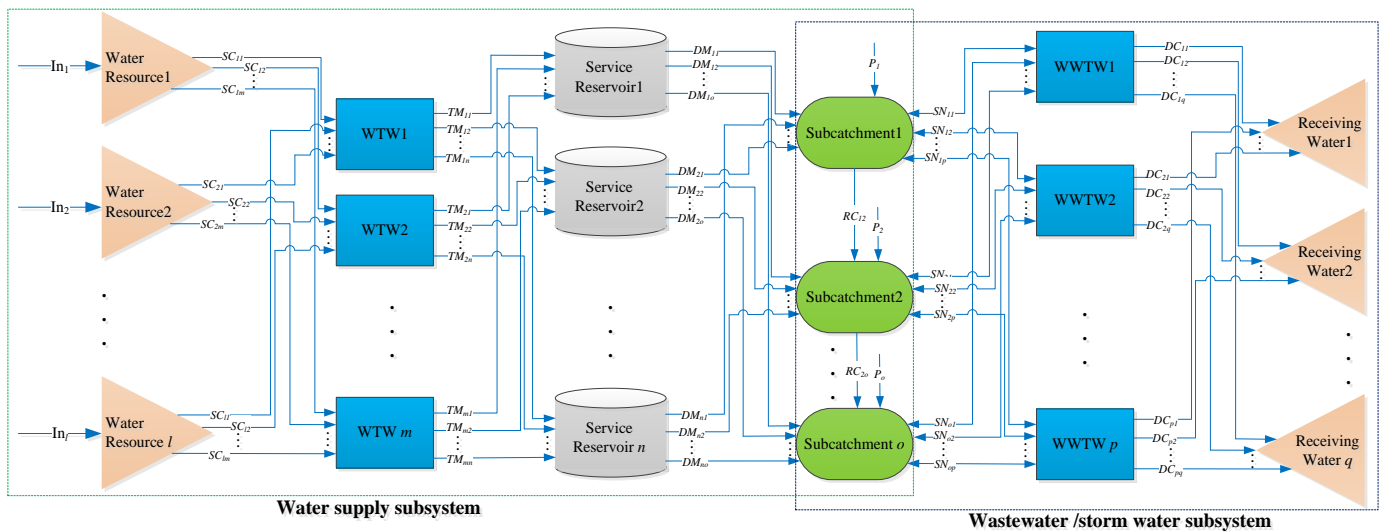 In1
In2
Inl
Water
Resource1
Water
Resource2
Water
Resource l
SC11
SC12
SC1m
SC21
SC22
SC2m
SCl1
SCl2
SClm
WTW1
WTW2
WTW m
TM11
TM12
TM1n
TM21
TM22
TM2n
TMm1
TMm2
TMmn
Service
Reservoir1
Service
Reservoir2
Service
Reservoir n
DM11
DM12
DM1o
DM21
DM22
DM2o
DMn1
DMn2
DMno
P1
Subcatchment1
RC12
P2
Subcatchment2
RC2o
Po
Subcatchment o
SN11
SN12
SN1p
SN22
SN2p
SNo1
SNo2
SNop
WWTW1
WWTW2
WWTW p
DC11
DC12
DC1q
DC21
DC22
DC2q
DCp1
DCp2
DCpq
Receiving
Water1
Receiving
Water2
Receiving
Water q
Water supply subsystem
Wastewater /storm water subsystem